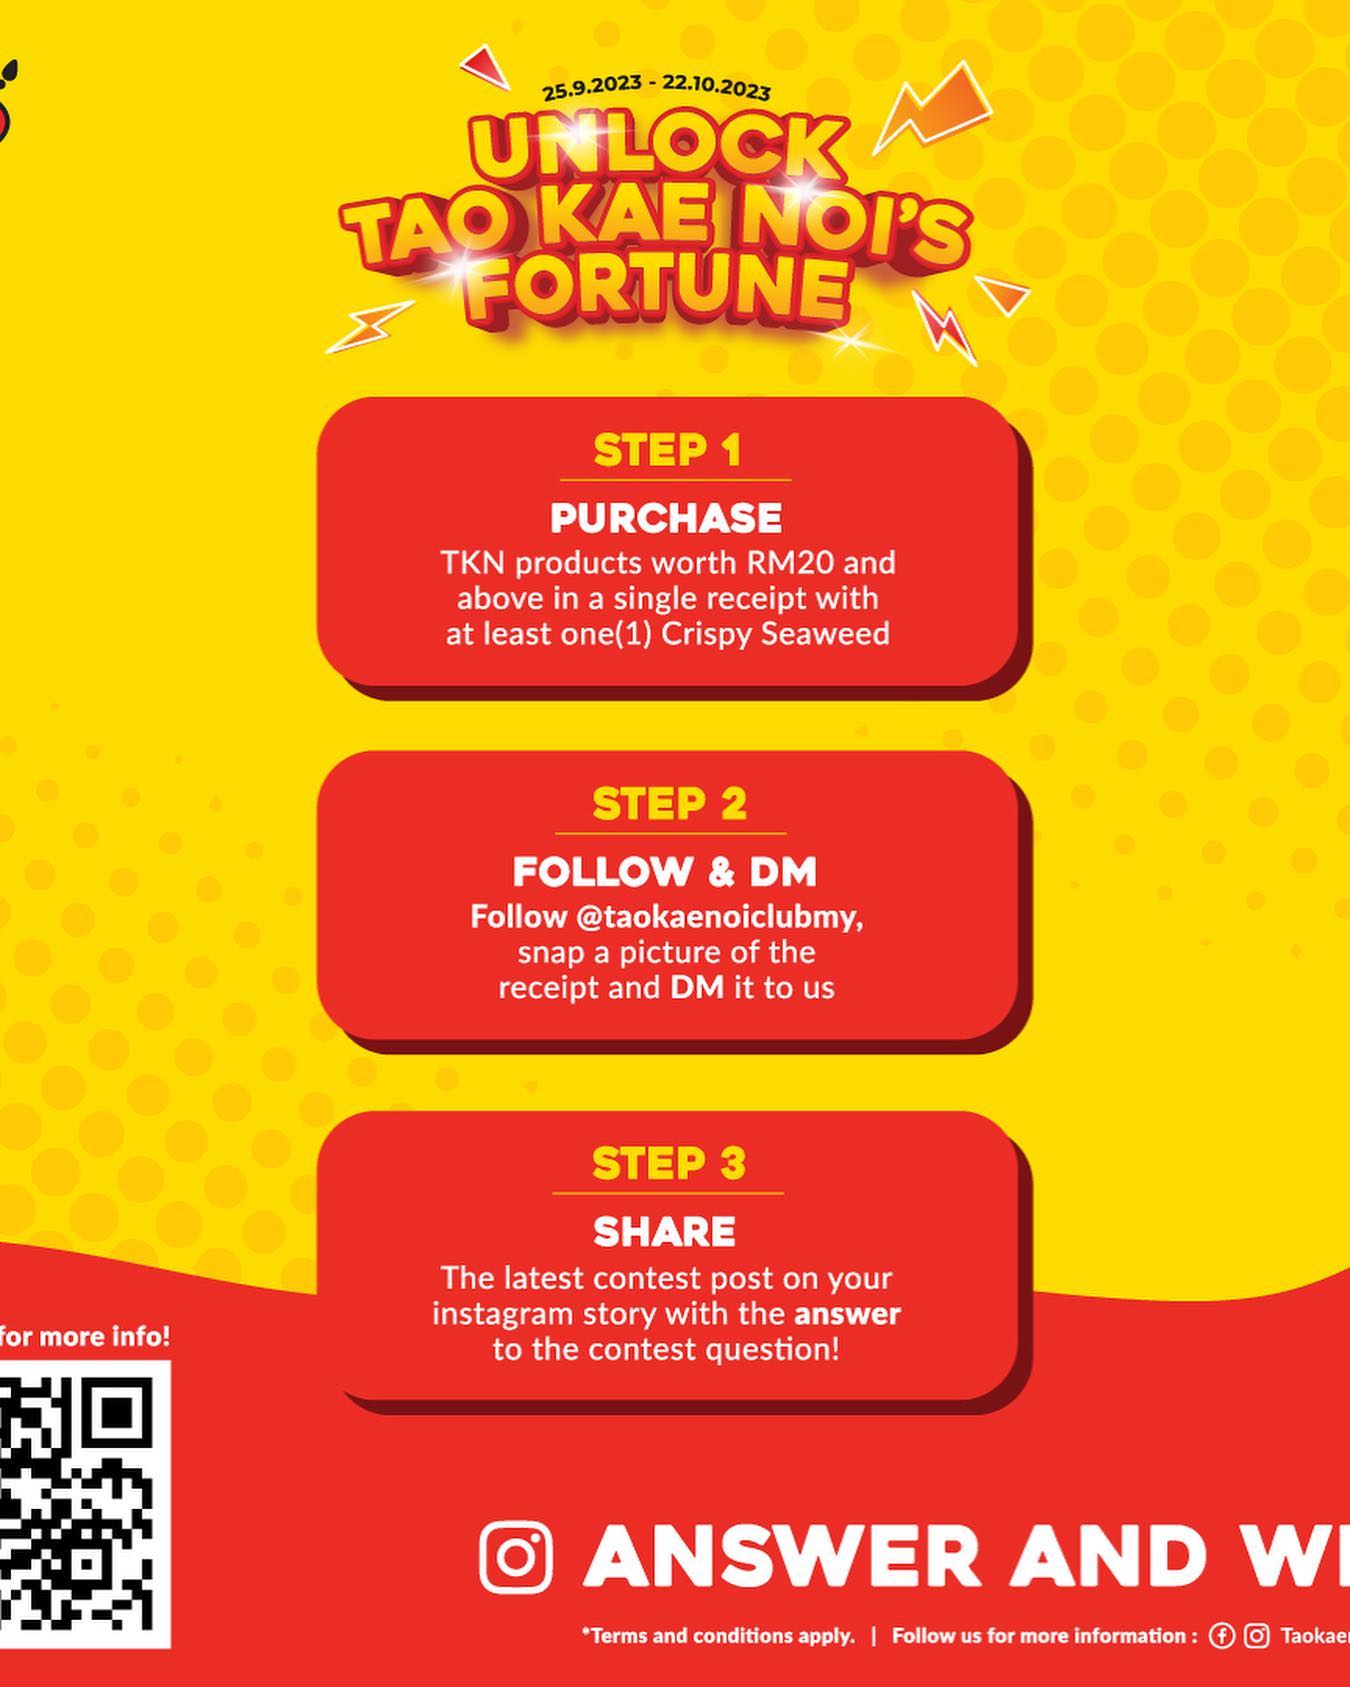 25.9.2023 - 22.10.2023
UNLOCK
TAO KAE NOI'S
FORTUNE
STEP 1
PURCHASE
TKN products worth RM20 and
above in a single receipt with
at least one(1) Crispy Seaweed
STEP 2
FOLLOW & DM
Follow @taokaenoiclubmy,
snap a picture of the
receipt and DM it to us
STEP 3
SHARE
The latest contest post on your
instagram story with the answer
to the contest question!
for more info!
ANSWER AND
*Terms and conditions apply. | Follow us for more information :